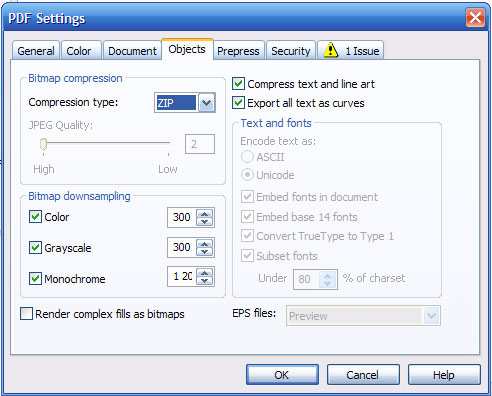 PDF Settings
General Color Document Objects Prepress Security 1 Issue
Bitmap compression
Compression type: ZIP
JPEG Quality:
2
High Low
Bitmap downsampling
Color 300
Grayscale 300
Monochrome 1 20
Render complex fills as bitmaps
Compress text and line art
Export all text as curves
Text and fonts
Encode text as:
ASCII
Unicode
Embed fonts in document
Embed base 14 fonts
Convert TrueType to Type 1
Subset fonts
Under 80 % of charset
EPS files: Preview
OK Cancel Help